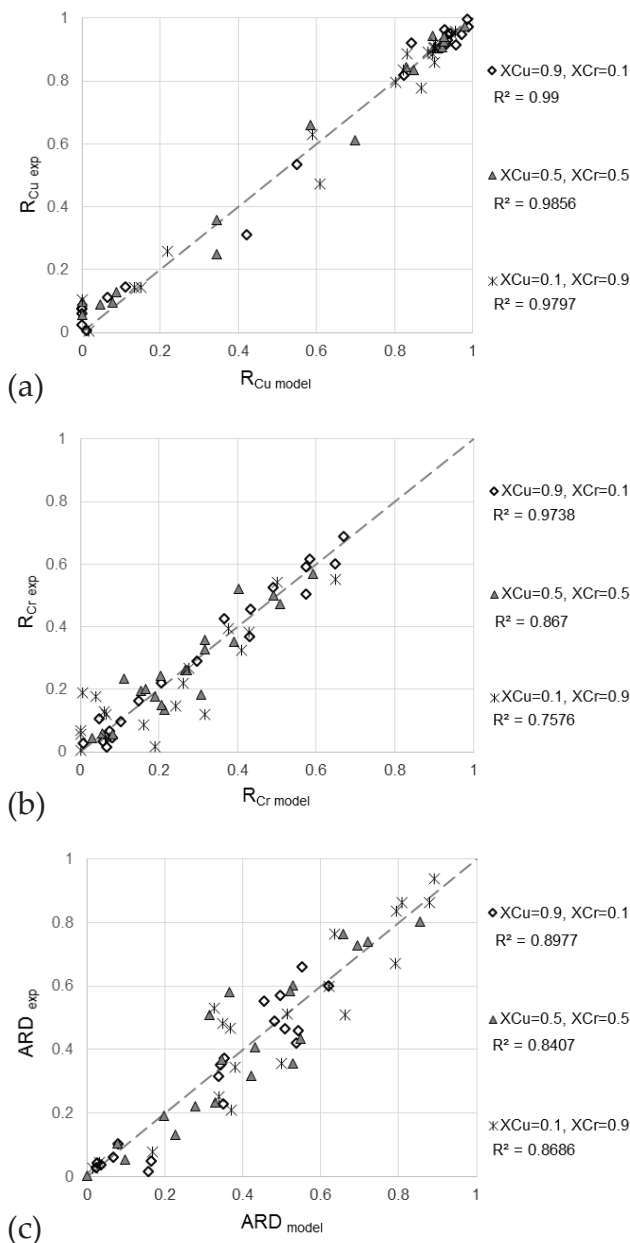 1
0.8
0.6
0.4
0.2
0
R_Cu exp
0 0.2 0.4 0.6 0.8 1
R_Cu model
XCu=0.9, XCr=0.1
R² = 0.99
XCu=0.5, XCr=0.5
R² = 0.9856
XCu=0.1, XCr=0.9
R² = 0.9797
(a)
1
0.8
0.6
0.4
0.2
0
R_Cr exp
0 0.2 0.4 0.6 0.8 1
R_Cr model
XCu=0.9, XCr=0.1
R² = 0.9738
XCu=0.5, XCr=0.5
R² = 0.867
XCu=0.1, XCr=0.9
R² = 0.7576
(b)
1
0.8
0.6
0.4
0.2
0
ARD exp
0 0.2 0.4 0.6 0.8 1
ARD model
XCu=0.9, XCr=0.1
R² = 0.8977
XCu=0.5, XCr=0.5
R² = 0.8407
XCu=0.1, XCr=0.9
R² = 0.8686
(c)